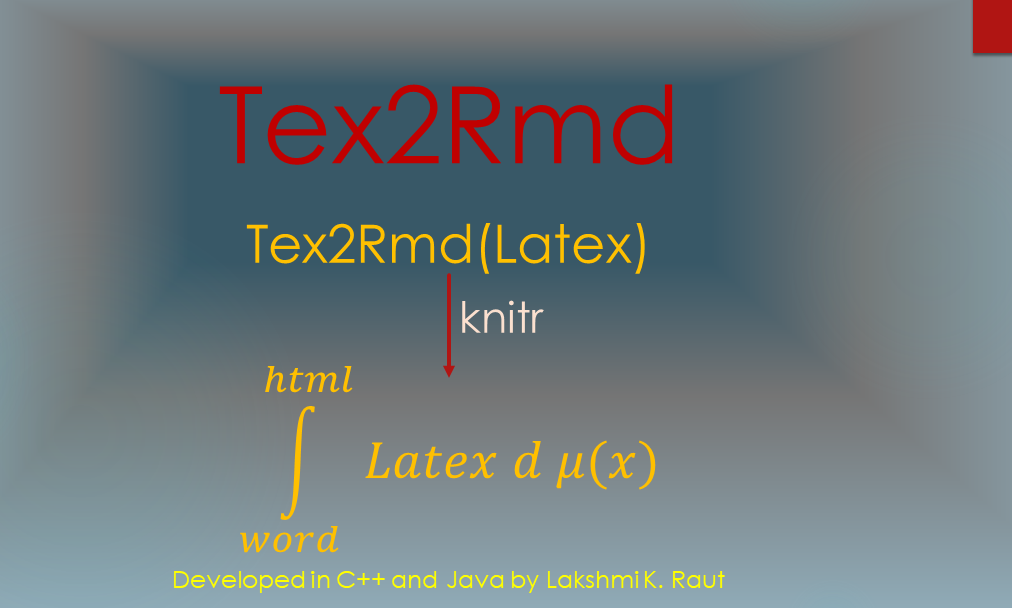 Tex2Rmd
Tex2Rmd(Latex)
knitr
html
∫ Latex d μ(x)
word
Developed in C++ and Java by Lakshmi K. Raut